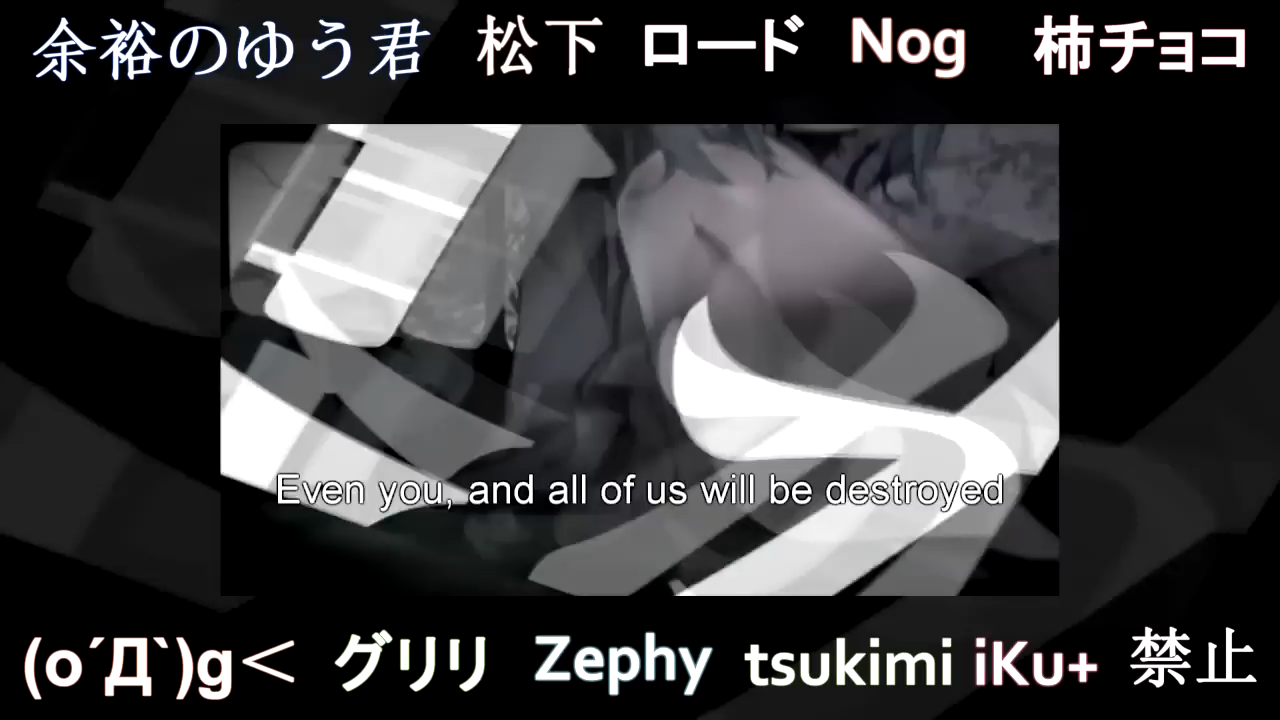 余裕のゆう君 松下 ロード Nog 柿チョコ
Even you, and all of us will be destroyed
(o´Д`)g＜ グリリ Zephy tsukimi iKu+ 禁止